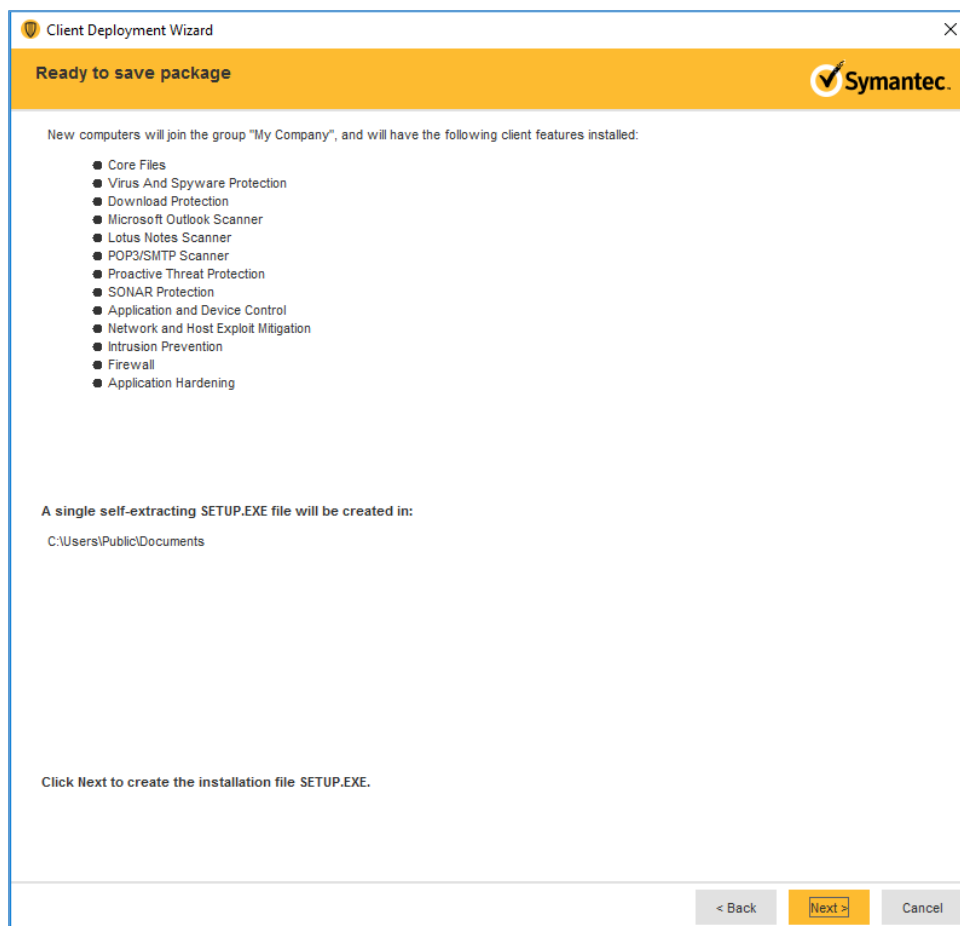 Client Deployment Wizard
Ready to save package
Symantec.
New computers will join the group "My Company", and will have the following client features installed:
Core Files
Virus And Spyware Protection
Download Protection
Microsoft Outlook Scanner
Lotus Notes Scanner
POP3/SMTP Scanner
Proactive Threat Protection
SONAR Protection
Application and Device Control
Network and Host Exploit Mitigation
Intrusion Prevention
Firewall
Application Hardening
A single self-extracting SETUP.EXE file will be created in:
C:\Users\Public\Documents
Click Next to create the installation file SETUP.EXE.
< Back Next > Cancel